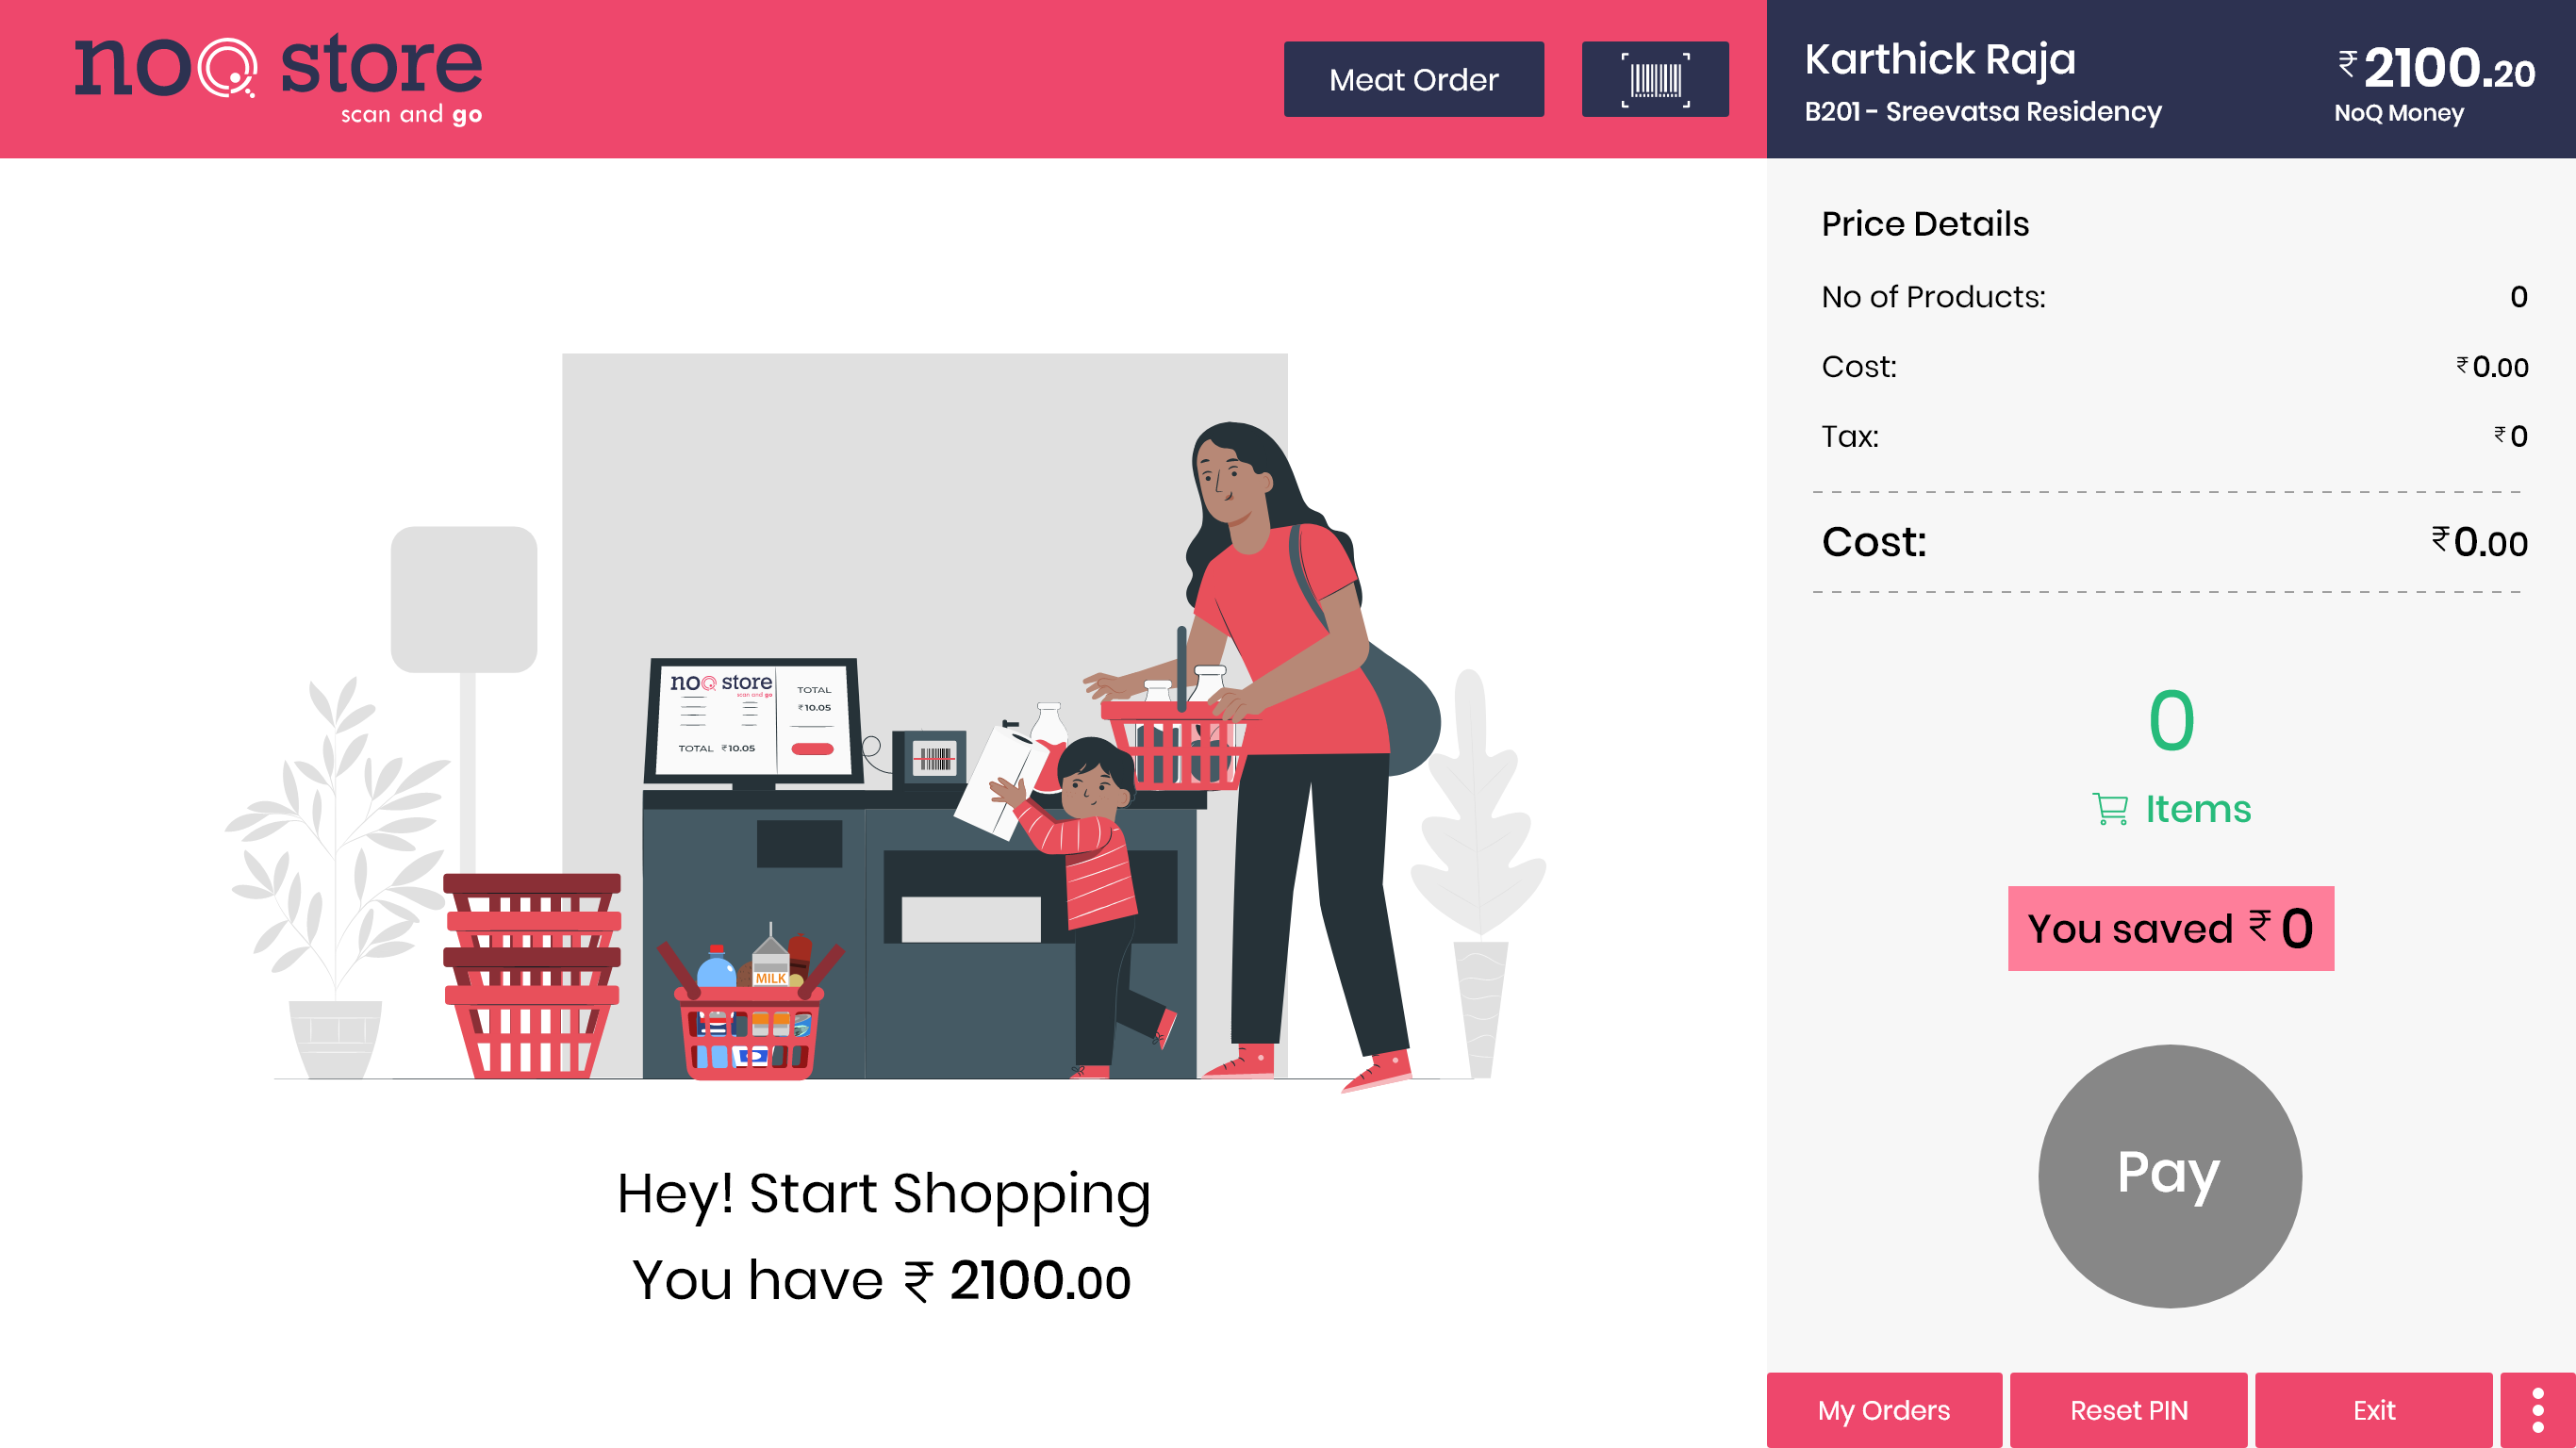 noQ store
scan and go
Meat Order
Karthick Raja
B201 - Sreevatsa Residency
₹ 2100.20
NoQ Money
Price Details
No of Products: 0
Cost: ₹ 0.00
Tax: ₹ 0
Cost: ₹ 0.00
0
Items
You saved ₹ 0
Pay
noQ store
scan and go
TOTAL
₹ 10.05
TOTAL ₹ 10.05
MILK
Hey! Start Shopping
You have ₹ 2100.00
My Orders
Reset PIN
Exit